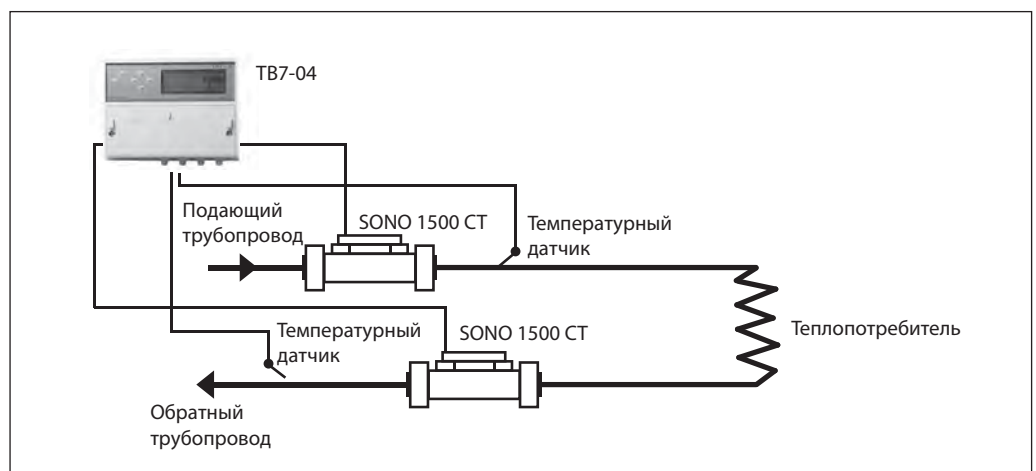 ТВ7-04
Подающий
трубопровод
SONO 1500 CT
Температурный
датчик
Температурный
датчик
SONO 1500 CT
Теплопотребитель
Обратный
трубопровод